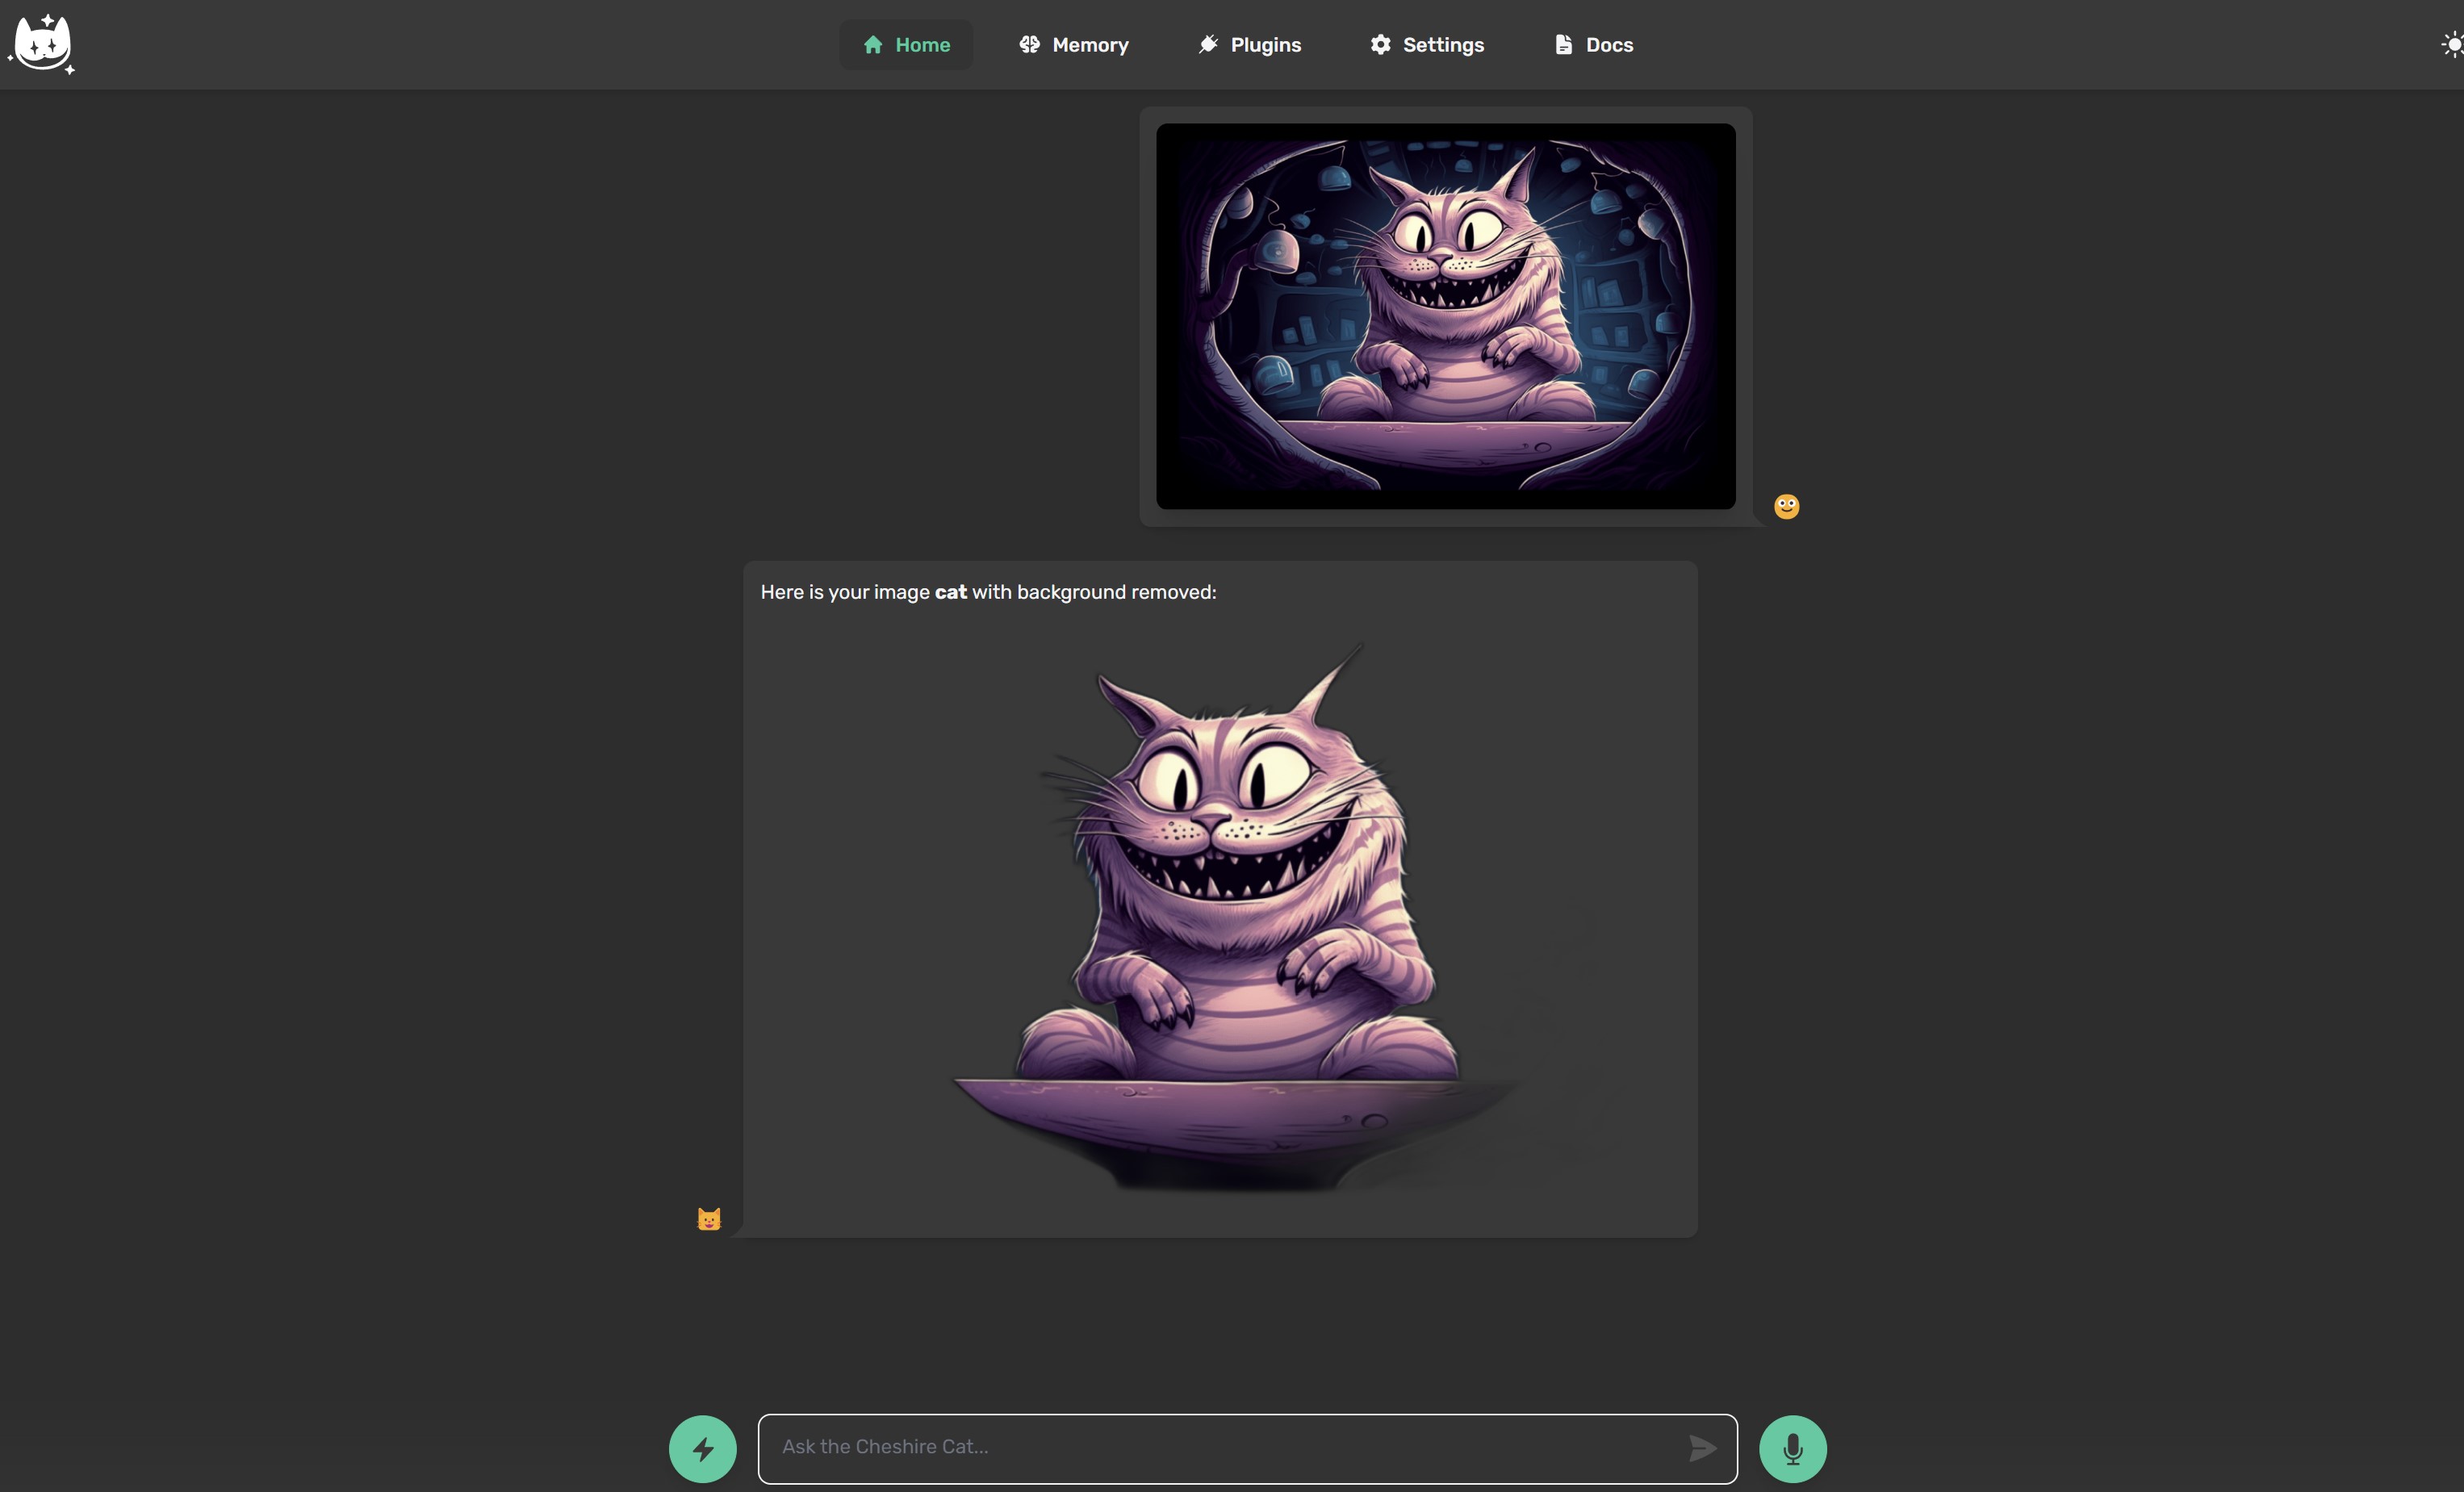 Home
Memory
Plugins
Settings
Docs
Here is your image cat with background removed:
Ask the Cheshire Cat...